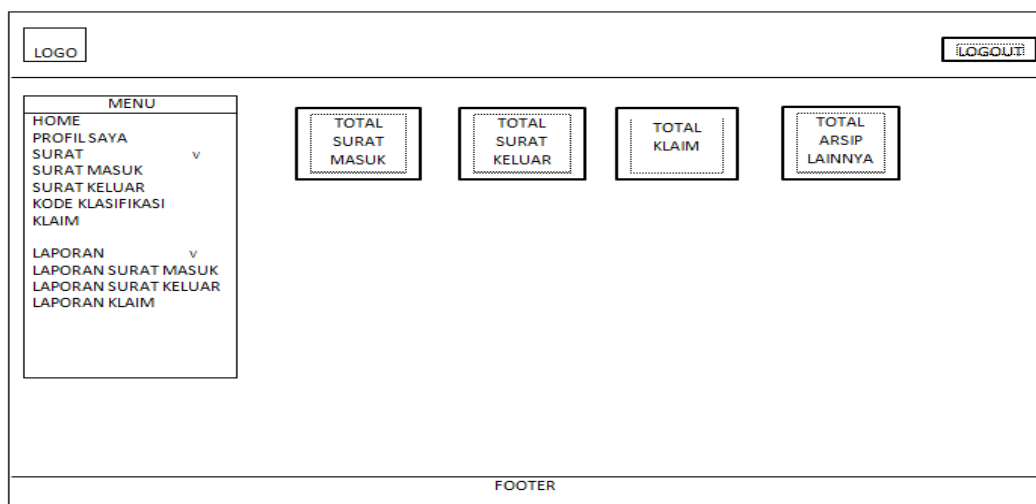 LOGO
LOGOUT
MENU
HOME
PROFIL SAYA
SURAT v
SURAT MASUK
SURAT KELUAR
KODE KLASIFIKASI
KLAIM
LAPORAN v
LAPORAN SURAT MASUK
LAPORAN SURAT KELUAR
LAPORAN KLAIM
TOTAL
SURAT
MASUK
TOTAL
SURAT
KELUAR
TOTAL
KLAIM
TOTAL
ARSIP
LAINNYA
FOOTER